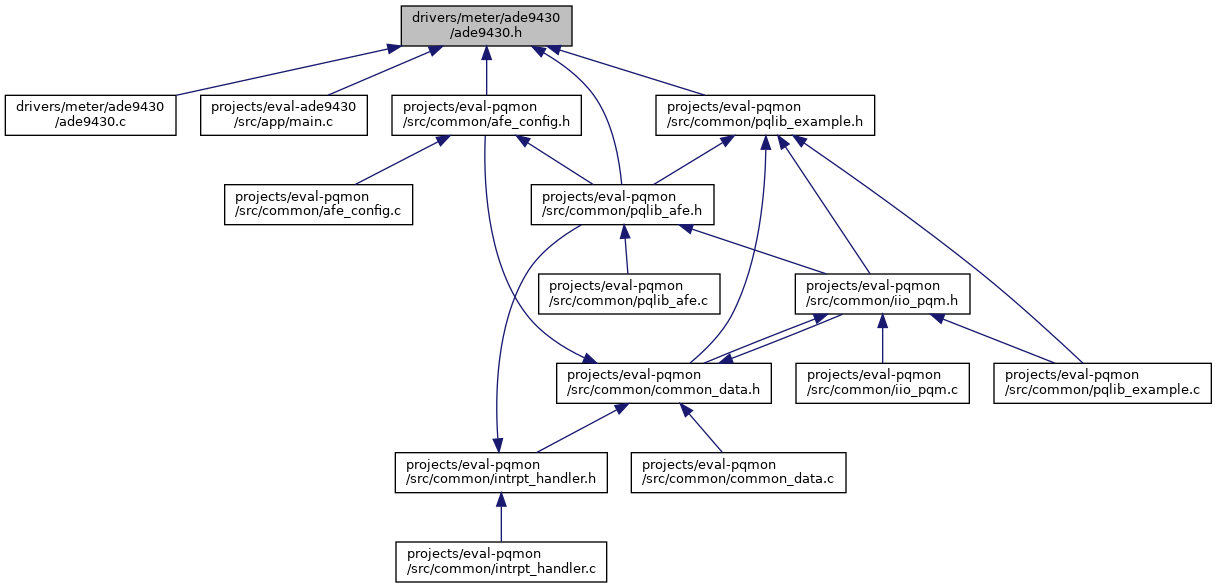 drivers/meter/ade9430
/ade9430.h
drivers/meter/ade9430
/ade9430.c
projects/eval-ade9430
/src/app/main.c
projects/eval-pqmon
/src/common/afe_config.h
projects/eval-pqmon
/src/common/pqlib_example.h
projects/eval-pqmon
/src/common/afe_config.c
projects/eval-pqmon
/src/common/pqlib_afe.h
projects/eval-pqmon
/src/common/pqlib_afe.c
projects/eval-pqmon
/src/common/iio_pqm.h
projects/eval-pqmon
/src/common/common_data.h
projects/eval-pqmon
/src/common/iio_pqm.c
projects/eval-pqmon
/src/common/pqlib_example.c
projects/eval-pqmon
/src/common/intrpt_handler.h
projects/eval-pqmon
/src/common/common_data.c
projects/eval-pqmon
/src/common/intrpt_handler.c